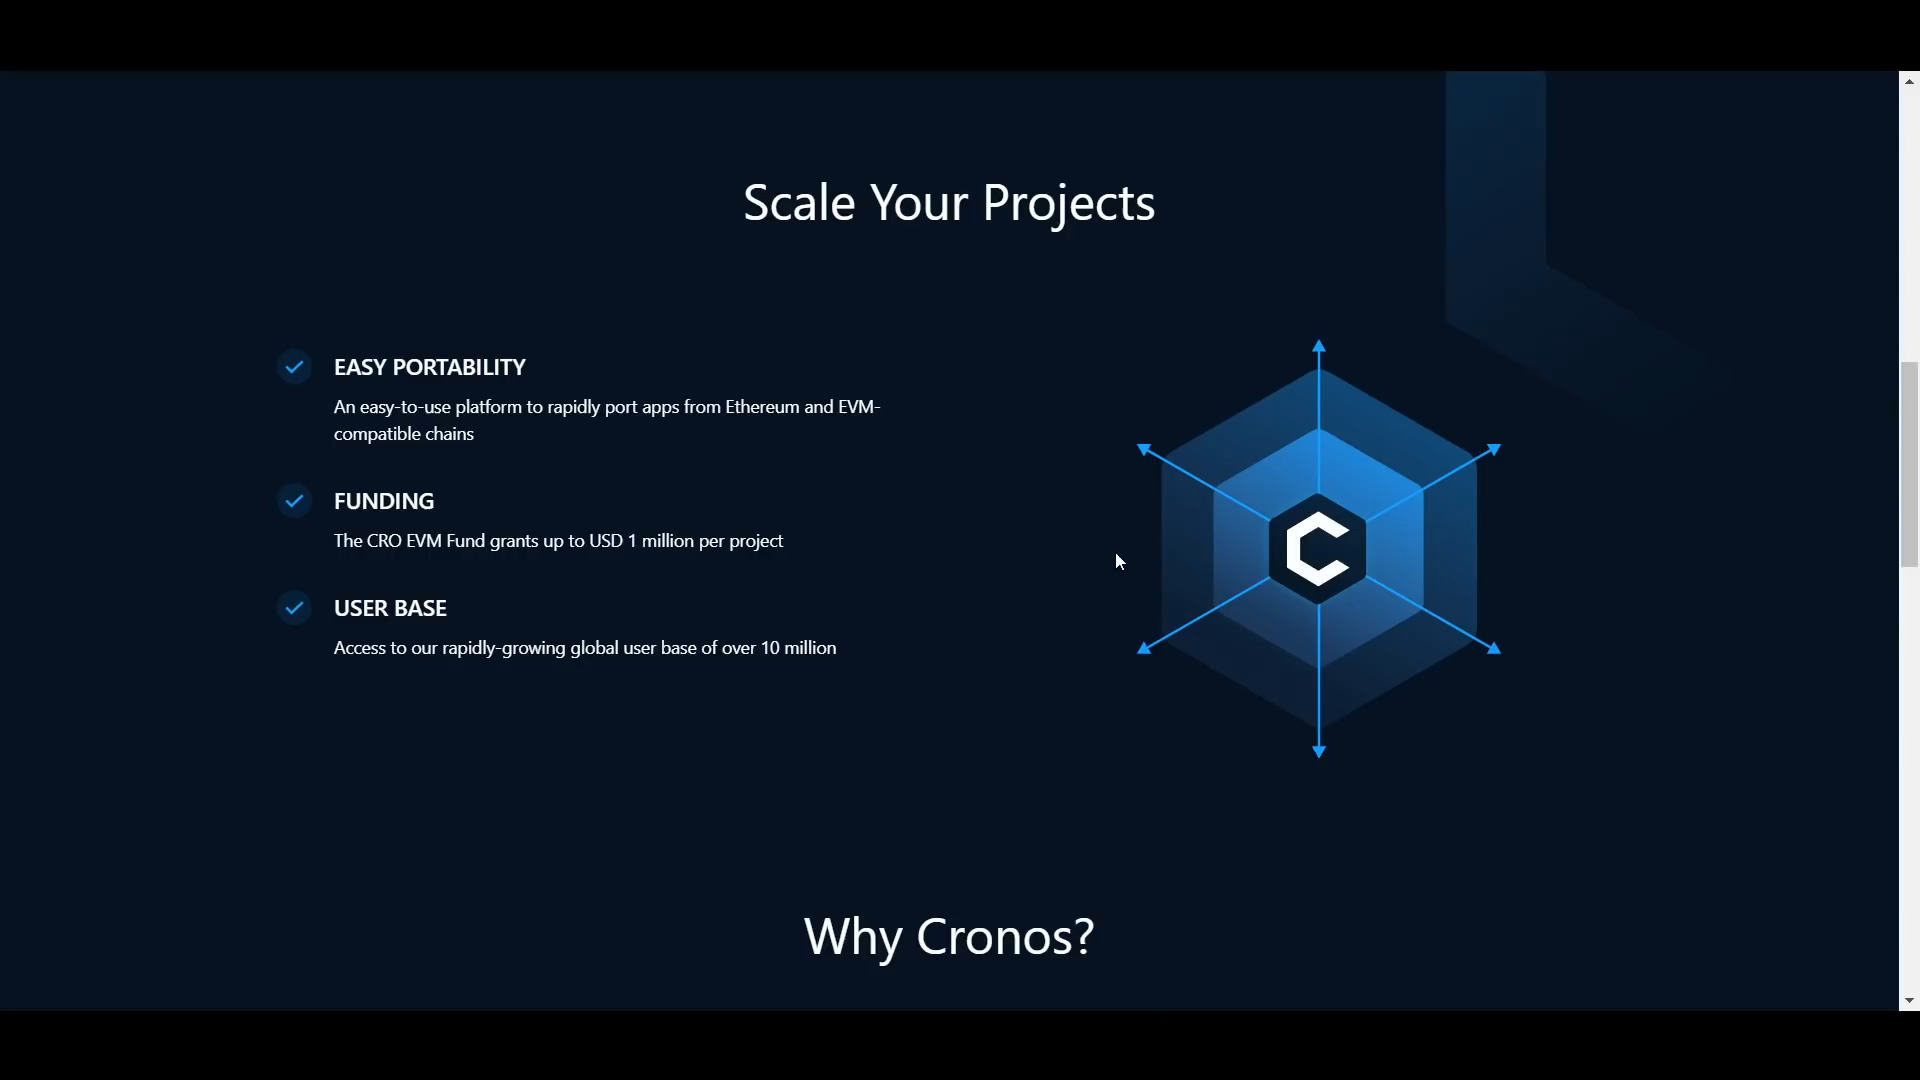 Scale Your Projects
EASY PORTABILITY
An easy-to-use platform to rapidly port apps from Ethereum and EVM-
compatible chains
FUNDING
The CRO EVM Fund grants up to USD 1 million per project
USER BASE
Access to our rapidly-growing global user base of over 10 million
Why Cronos?